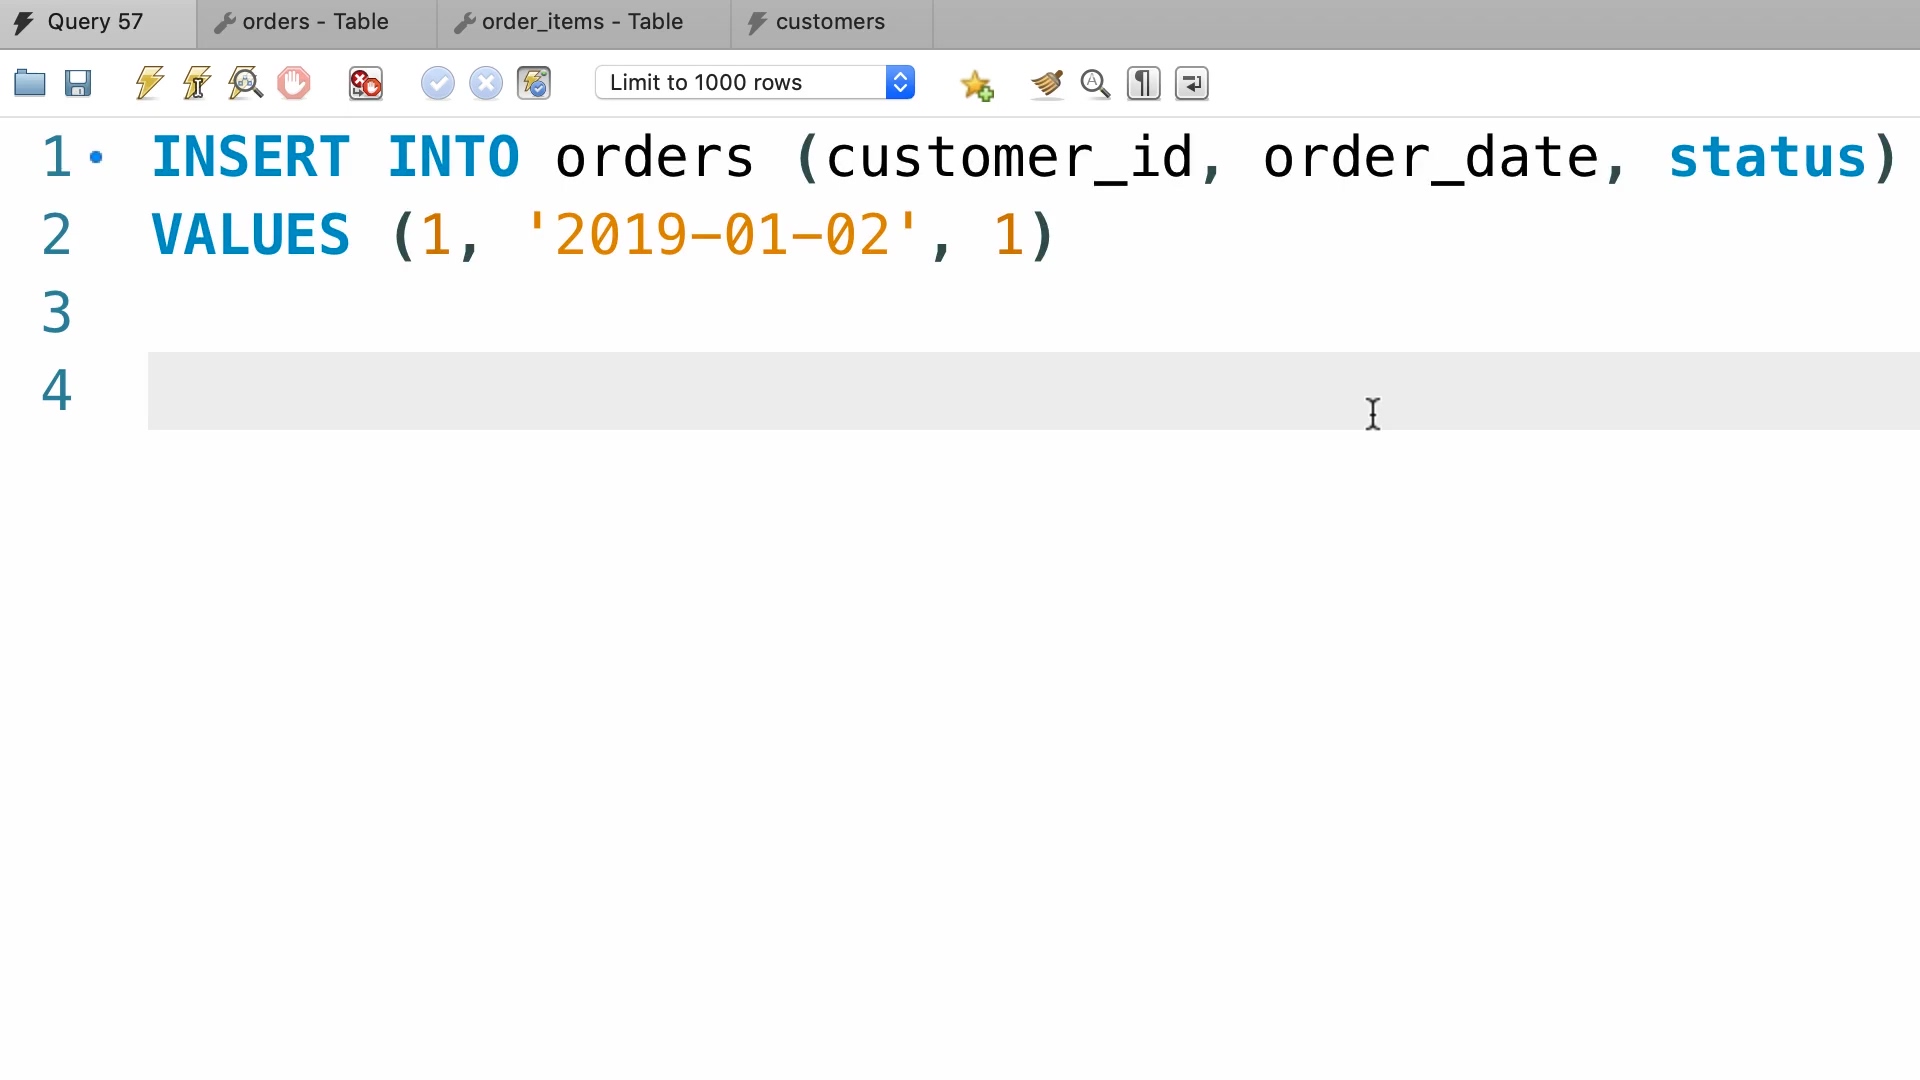 Query 57
orders - Table
order_items - Table
customers
Limit to 1000 rows
1 INSERT INTO orders (customer_id, order_date, status)
2 VALUES (1, '2019-01-02', 1)
3
4